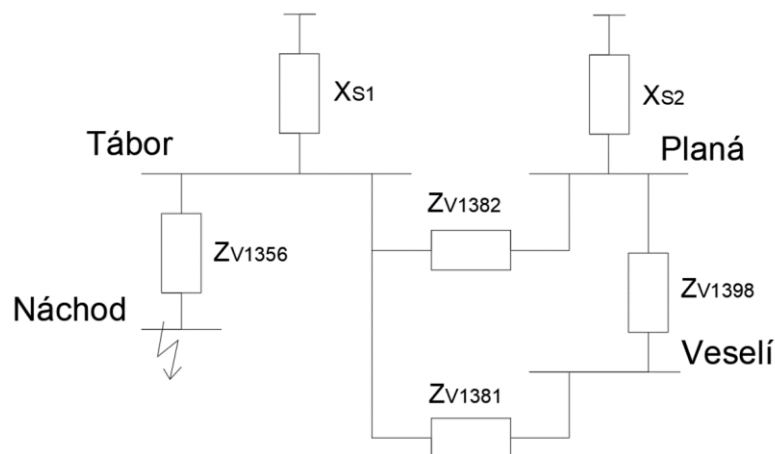 XS1
XS2
Tábor
Planá
ZV1382
ZV1356
ZV1398
Náchod
Veselí
ZV1381